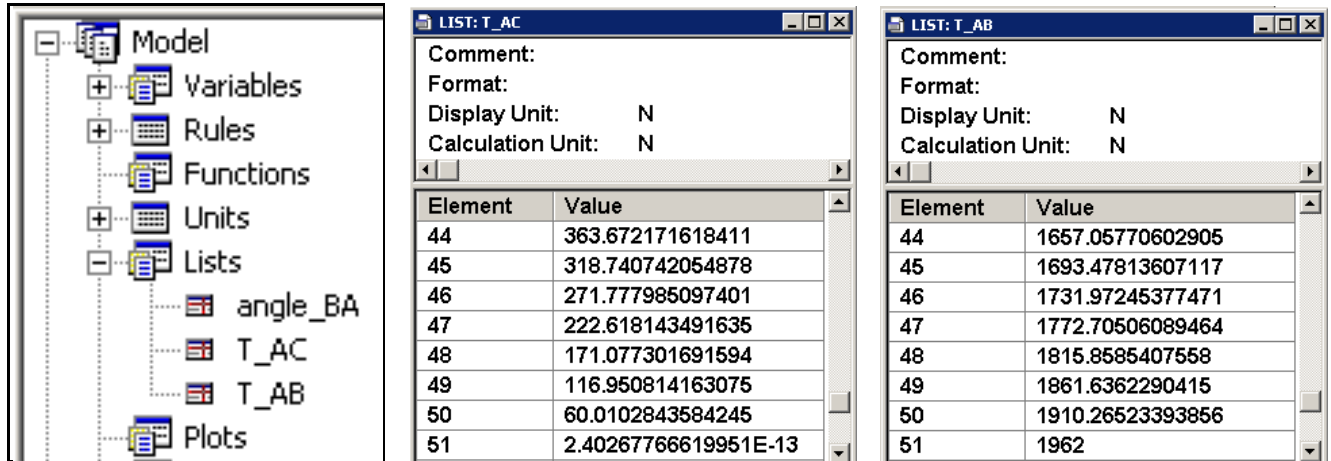 Model
Variables
Rules
Functions
Units
Lists
angle_BA
T_AC
T_AB
Plots
LIST: T_AC
Comment:
Format:
Display Unit: N
Calculation Unit: N
Element Value
44 363.672171618411
45 318.740742054878
46 271.777985097401
47 222.618143491635
48 171.077301691594
49 116.950814163075
50 60.0102843584245
51 2.40267766619951E-13
LIST: T_AB
Comment:
Format:
Display Unit: N
Calculation Unit: N
Element Value
44 1657.05770602905
45 1693.47813607117
46 1731.97245377471
47 1772.70506089464
48 1815.8585407558
49 1861.6362290415
50 1910.26523393856
51 1962